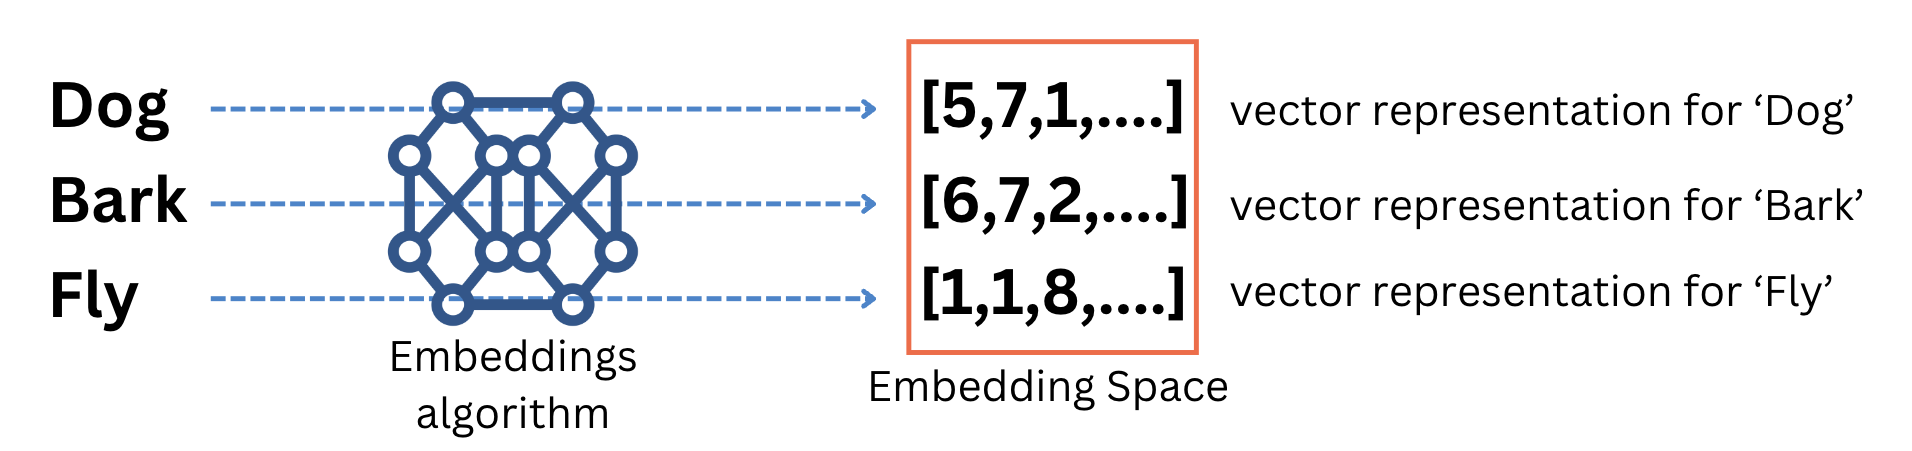 Dog [5,7,1,....] vector representation for ‘Dog’
Bark [6,7,2,....] vector representation for ‘Bark’
Fly [1,1,8,....] vector representation for ‘Fly’
Embeddings
algorithm
Embedding Space